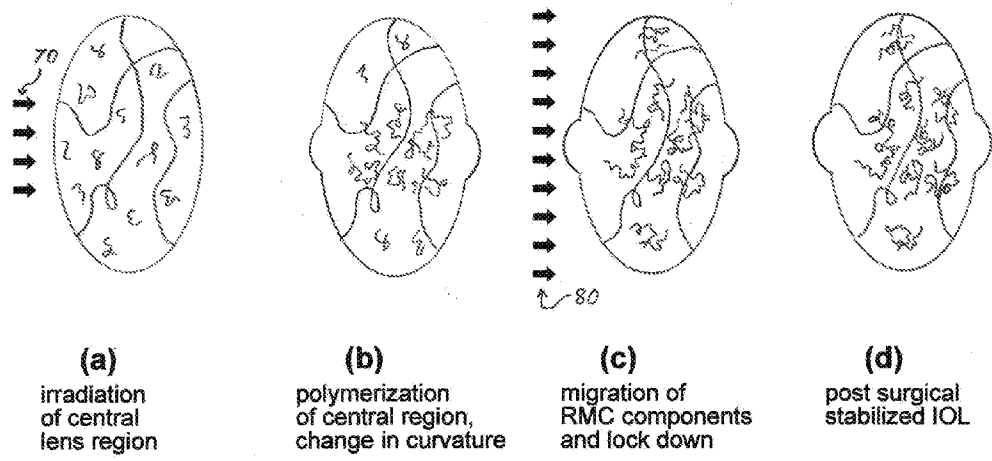 70
80
(a)
irradiation
of central
lens region
(b)
polymerization
of central region,
change in curvature
(c)
migration of
RMC components
and lock down
(d)
post surgical
stabilized IOL